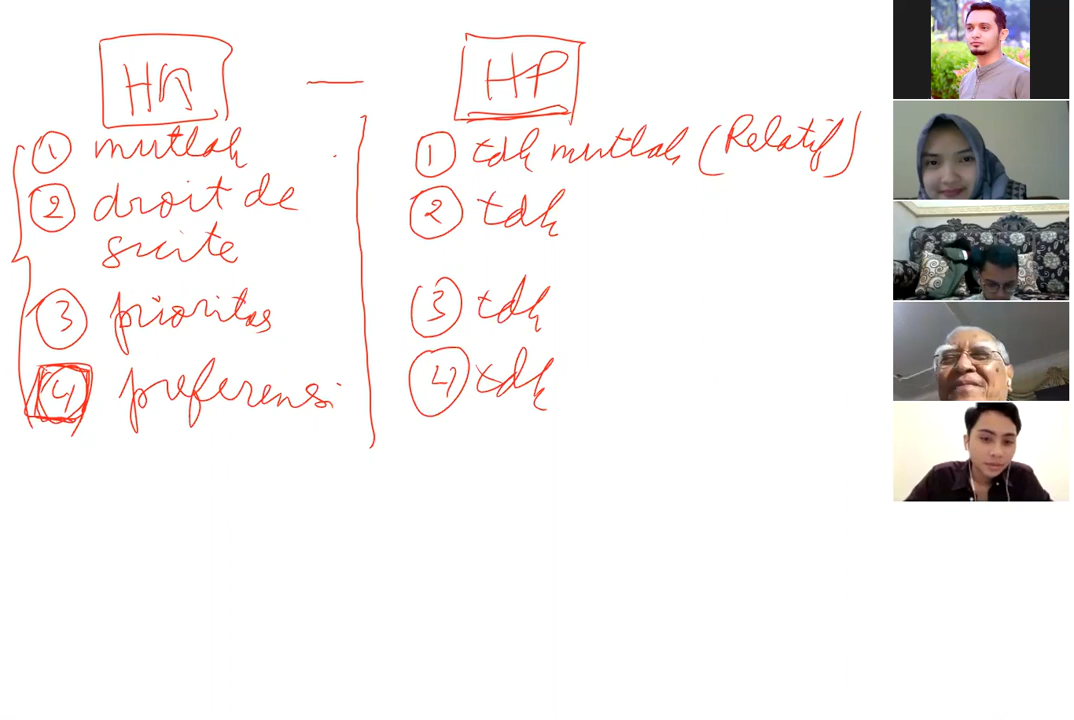 HK — HP
① mutlak
② droit de
suite
③ prioritas
④ preferensi
① tdk mutlak (Relatif)
② tdk
③ tdk
④ tdk